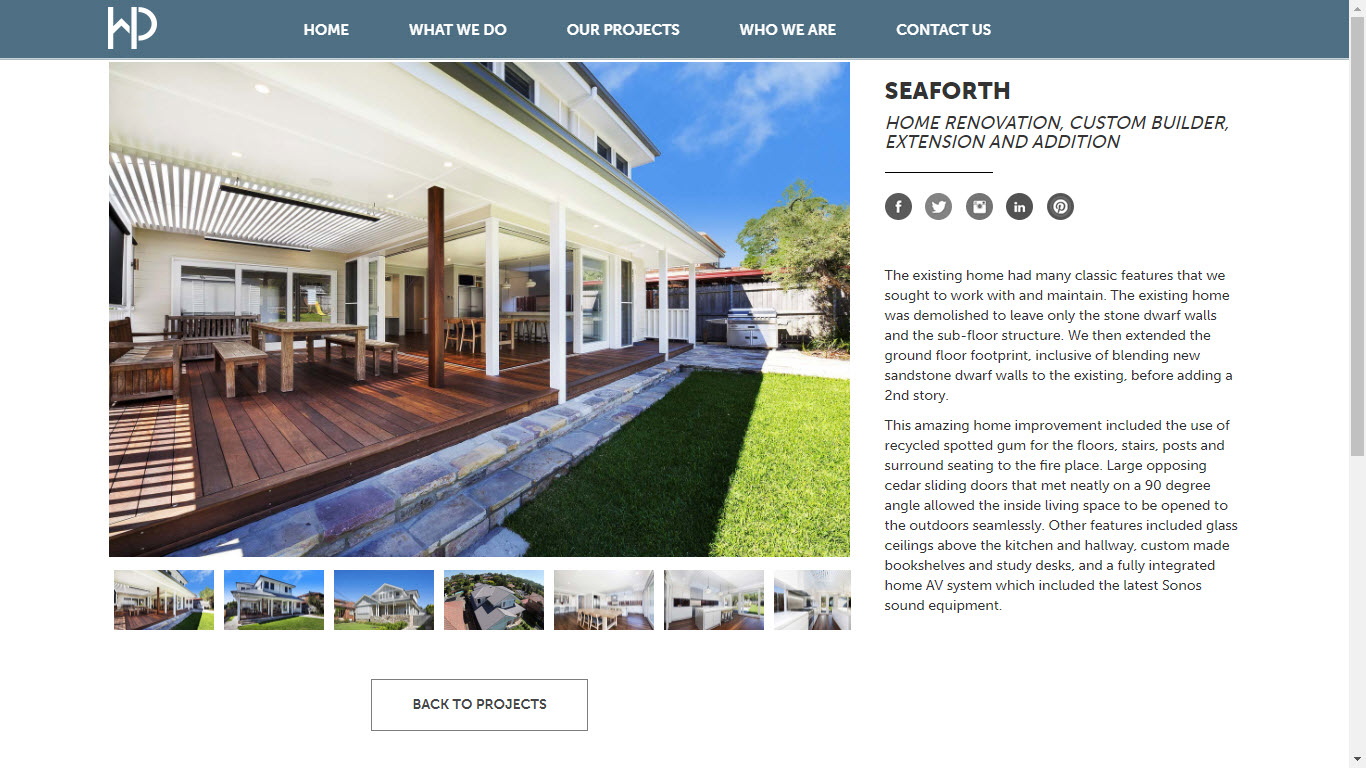 WP
HOME
WHAT WE DO
OUR PROJECTS
WHO WE ARE
CONTACT US
SEAFORTH
HOME RENOVATION, CUSTOM BUILDER,
EXTENSION AND ADDITION
The existing home had many classic features that we
sought to work with and maintain. The existing home
was demolished to leave only the stone dwarf walls
and the sub-floor structure. We then extended the
ground floor footprint, inclusive of blending new
sandstone dwarf walls to the existing, before adding a
2nd story.
This amazing home improvement included the use of
recycled spotted gum for the floors, stairs, posts and
surround seating to the fire place. Large opposing
cedar sliding doors that met neatly on a 90 degree
angle allowed the inside living space to be opened to
the outdoors seamlessly. Other features included glass
ceilings above the kitchen and hallway, custom made
bookshelves and study desks, and a fully integrated
home AV system which included the latest Sonos
sound equipment.
BACK TO PROJECTS